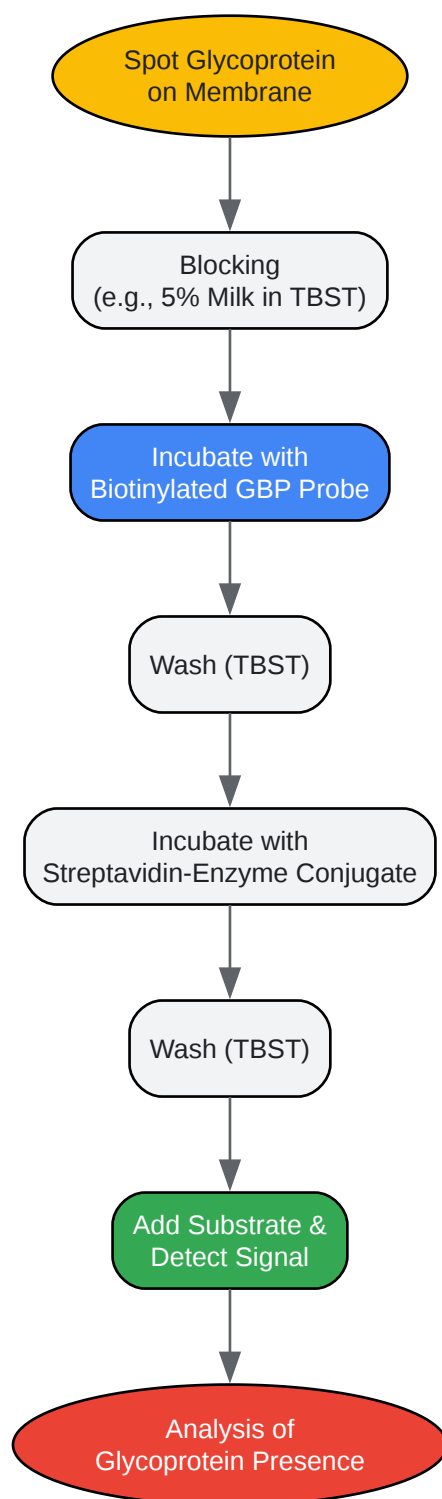 Spot Glycoprotein
on Membrane
Blocking
(e.g., 5% Milk in TBST)
Incubate with
Biotinylated GBP Probe
Wash (TBST)
Incubate with
Streptavidin-Enzyme Conjugate
Wash (TBST)
Add Substrate &
Detect Signal
Analysis of
Glycoprotein Presence